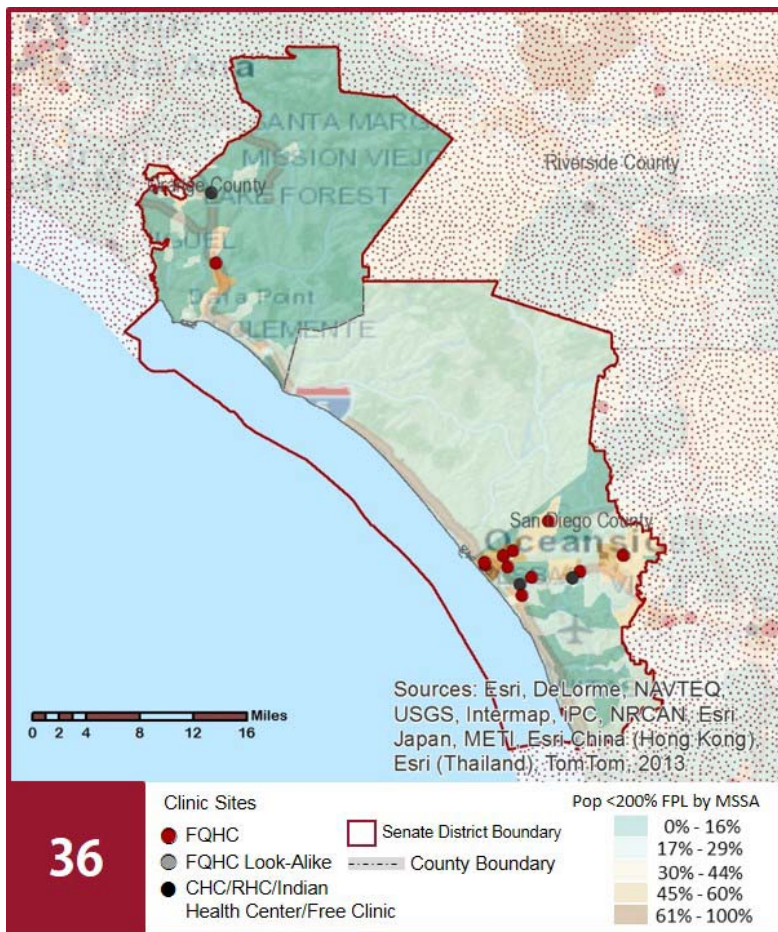 SANTA MARG
MISSION VIEJO
Riverside County
Orange County
LAKE FOREST
Dana Point
CLEMENTE
San Diego County
Oceansi
Sources: Esri, DeLorme, NAVTEQ,
USGS, Intermap, iPC, NRCAN, Esri
Japan, METI, Esri China (Hong Kong),
Esri (Thailand), TomTom, 2013
Miles
0 2 4 8 12 16
36
Clinic Sites
FQHC
FQHC Look-Alike
CHC/RHC/Indian
Health Center/Free Clinic
Senate District Boundary
County Boundary
Pop <200% FPL by MSSA
0% - 16%
17% - 29%
30% - 44%
45% - 60%
61% - 100%